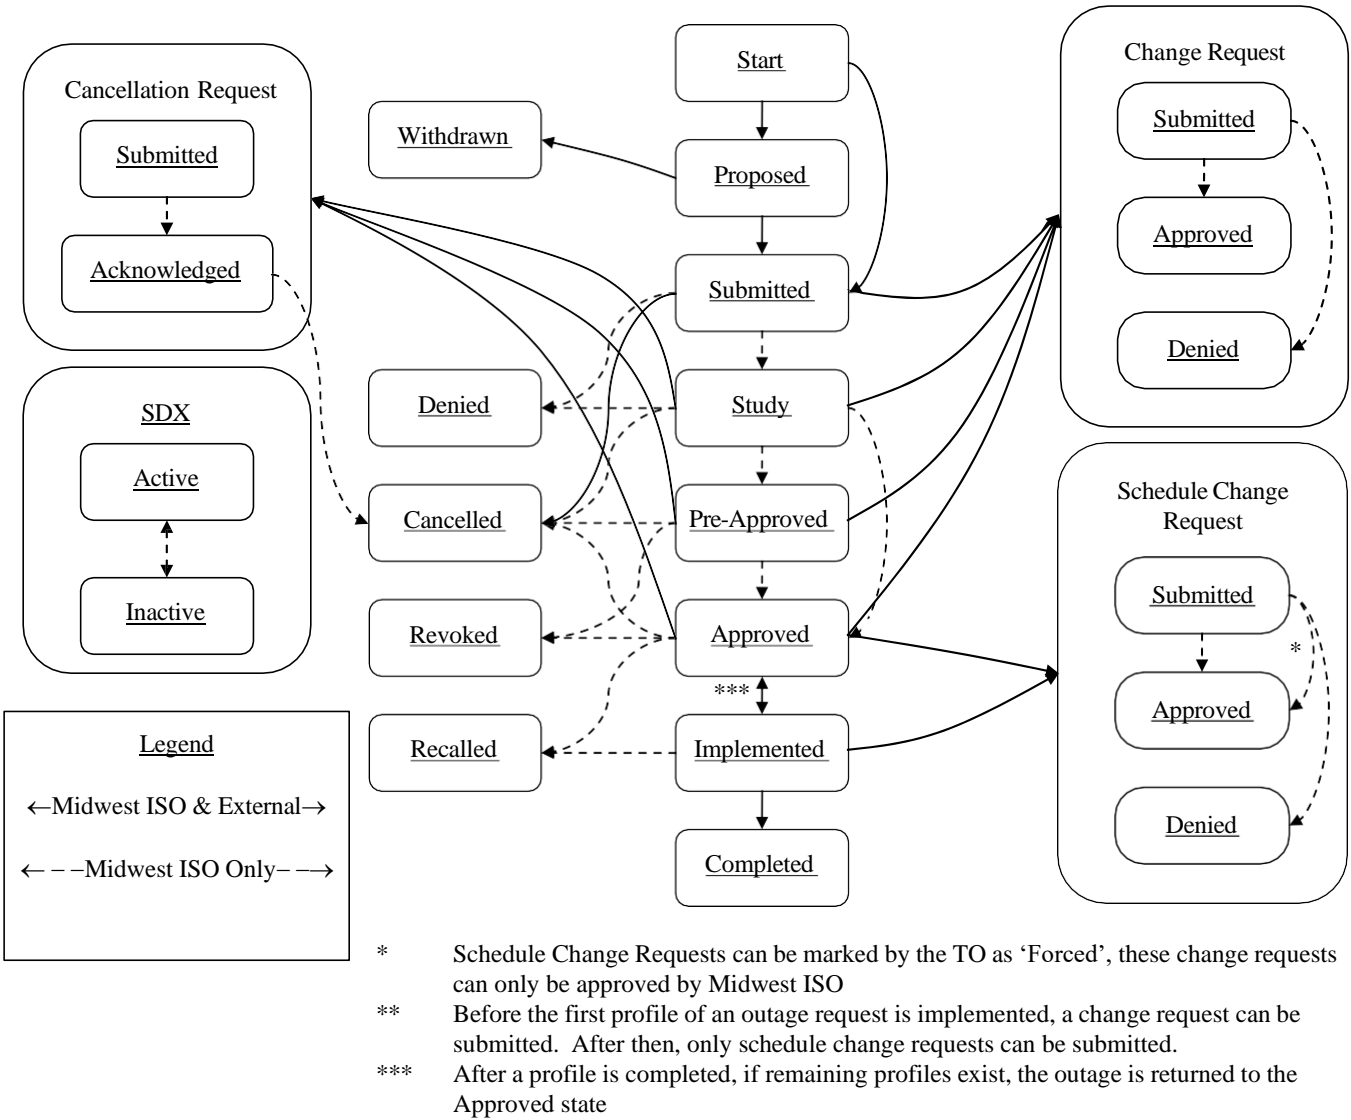 Cancellation Request
Submitted
Acknowledged
SDX
Active
Inactive
Legend
←Midwest ISO & External→
← – –Midwest ISO Only– –→
Withdrawn
Denied
Cancelled
Revoked
Recalled
Start
Proposed
Submitted
Study
Pre-Approved
Approved
***
Implemented
Completed
Change Request
Submitted
Approved
Denied
Schedule Change
Request
Submitted
*
Approved
Denied
* Schedule Change Requests can be marked by the TO as ‘Forced’, these change requests
can only be approved by Midwest ISO
** Before the first profile of an outage request is implemented, a change request can be
submitted. After then, only schedule change requests can be submitted.
*** After a profile is completed, if remaining profiles exist, the outage is returned to the
Approved state